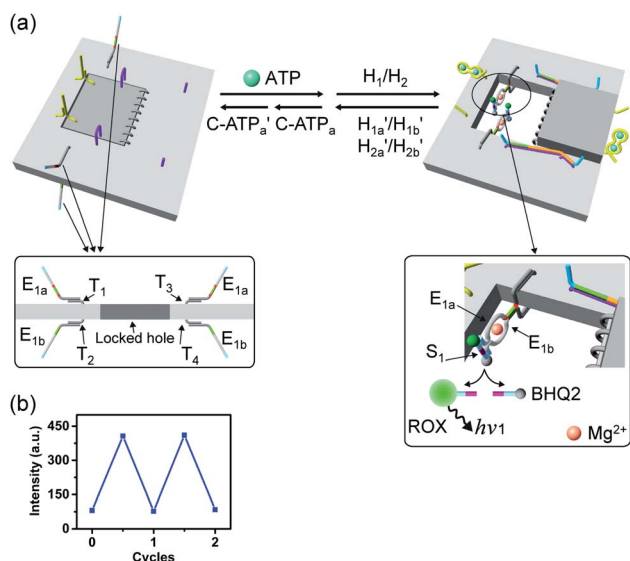 (a)
ATP
H₁/H₂
C-ATPₐ' C-ATPₐ
H₁ₐ'/H₁b'
H₂ₐ'/H₂b'
E₁ₐ
T₁
T₃
E₁ₐ
E₁b
T₂
Locked hole
T₄
E₁b
E₁ₐ
E₁b
S₁
BHQ2
ROX
hv1
Mg²⁺
(b)
Intensity (a.u.)
450
300
150
0
0
1
2
Cycles